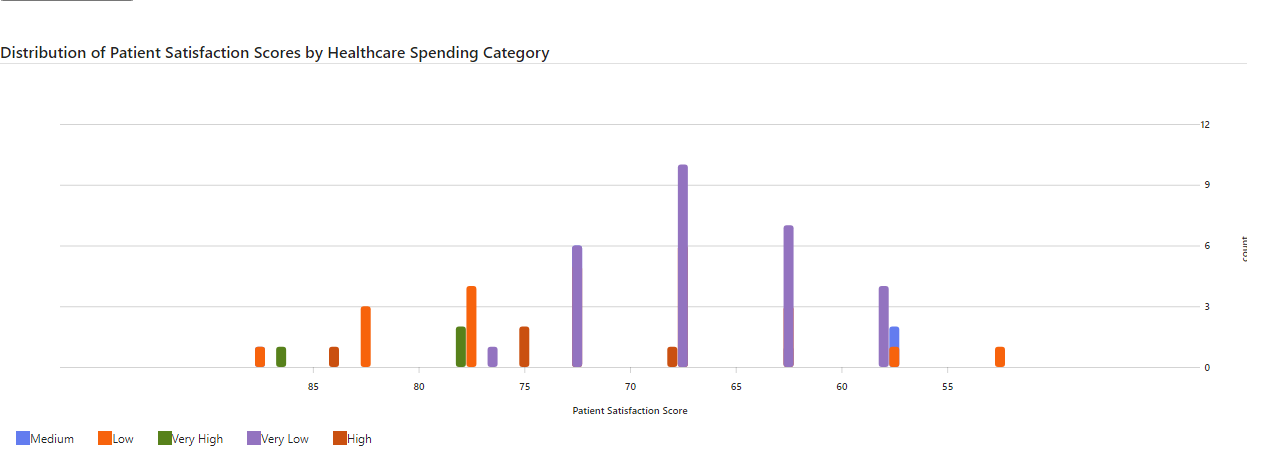 Distribution of Patient Satisfaction Scores by Healthcare Spending Category
12
9
6
3
0
count
85 80 75 70 65 60 55
Patient Satisfaction Score
Medium Low Very High Very Low High